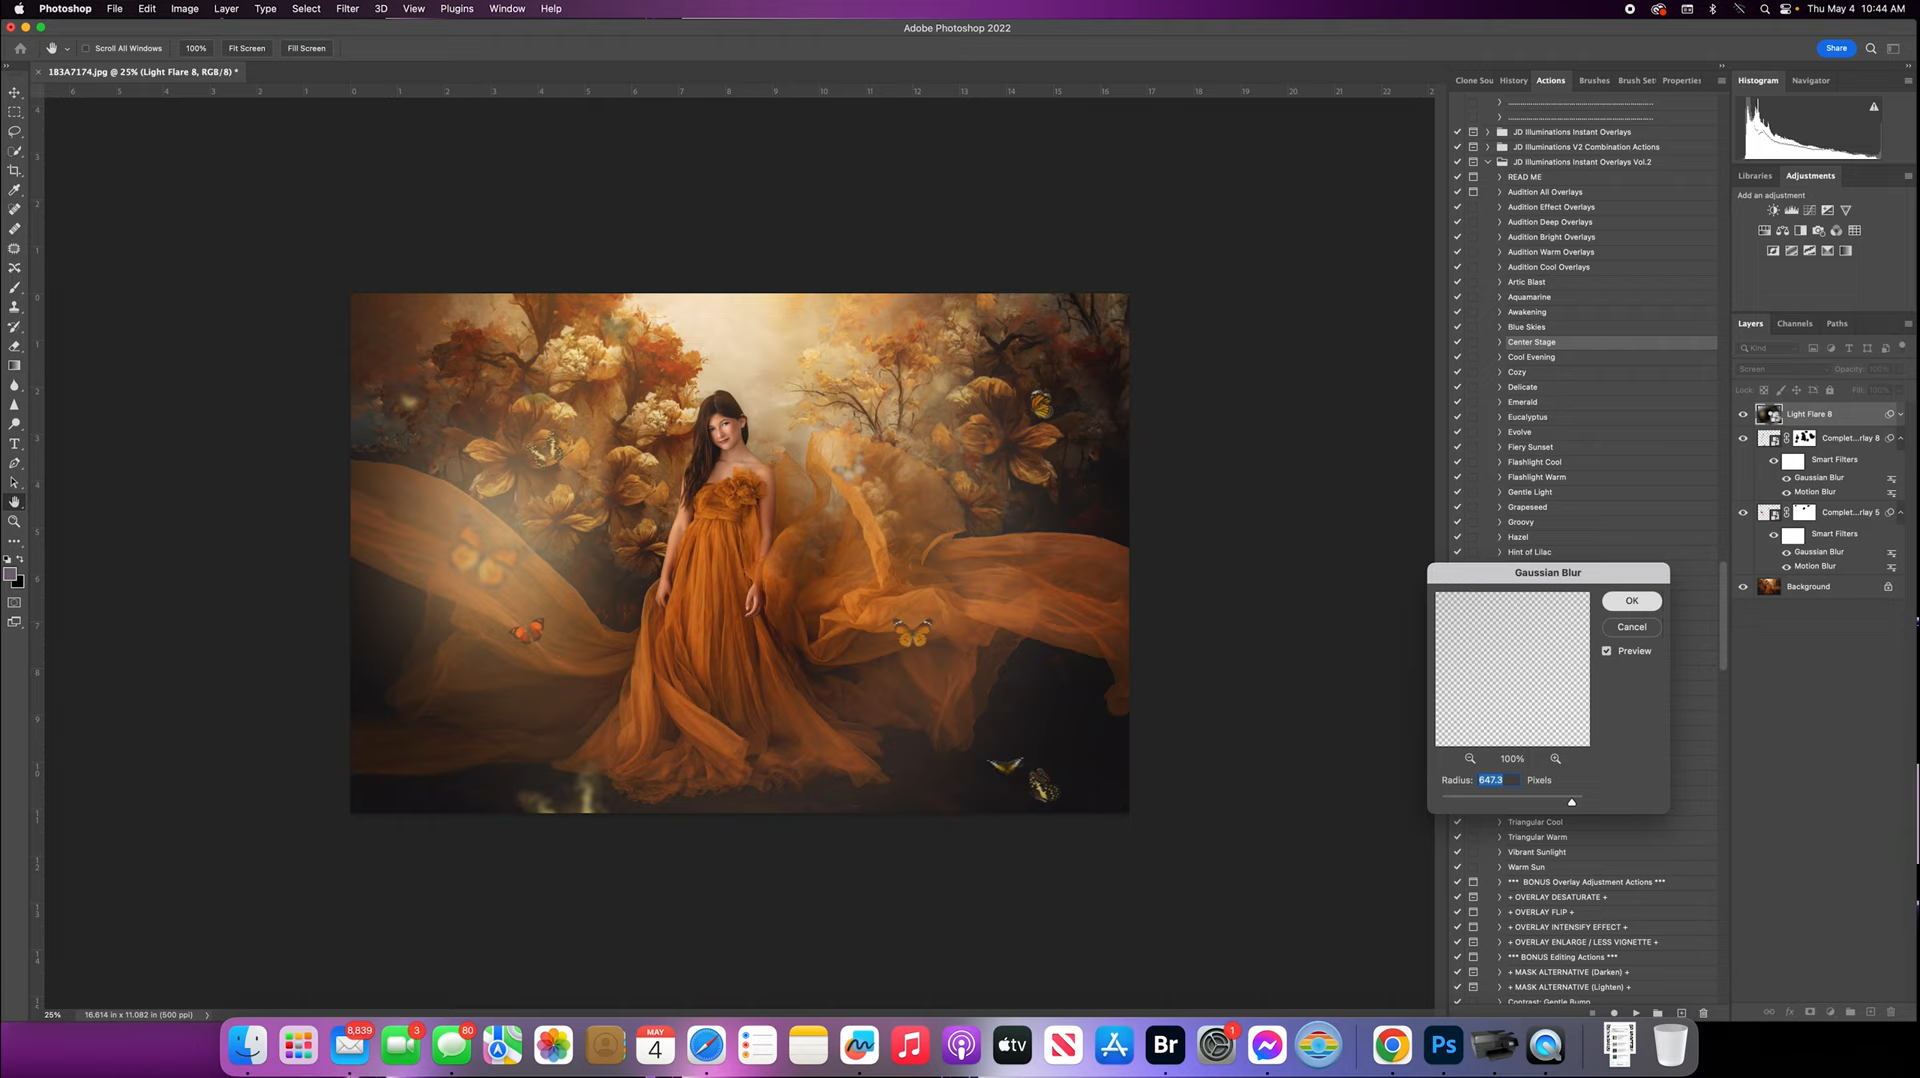 Photoshop File Edit Image Layer Type Select Filter 3D View Plugins Window Help Thu May 4 10:44 AM
Adobe Photoshop 2022
Scroll All Windows 100% Fit Screen Fill Screen Share
1B3A7174.jpg @ 25% (Light Flare 8, RGB/8) *
Clone Sou History Actions Brushes Brush Set Properties
Histogram Navigator
JD Illuminations Instant Overlays
JD Illuminations V2 Combination Actions
JD Illuminations Instant Overlays Vol.2
READ ME
Audition All Overlays
Audition Effect Overlays
Audition Deep Overlays
Audition Bright Overlays
Audition Warm Overlays
Audition Cool Overlays
Artic Blast
Aquamarine
Awakening
Blue Skies
Center Stage
Cool Evening
Cozy
Delicate
Emerald
Eucalyptus
Evolve
Fiery Sunset
Flashlight Cool
Flashlight Warm
Gentle Light
Grapeseed
Groovy
Hazel
Hint of Lilac
Gaussian Blur
OK
Cancel
Preview
100%
Radius: 647.3 Pixels
Triangular Cool
Triangular Warm
Vibrant Sunlight
Warm Sun
*** BONUS Overlay Adjustment Actions ***
+ OVERLAY DESATURATE +
+ OVERLAY FLIP +
+ OVERLAY INTENSIFY EFFECT +
+ OVERLAY ENLARGE / LESS VIGNETTE +
*** BONUS Editing Actions ***
+ MASK ALTERNATIVE (Darken) +
+ MASK ALTERNATIVE (Lighten) +
Contrast: Gentle Bump
Libraries Adjustments
Add an adjustment
Layers Channels Paths
Kind
Screen Opacity: 100%
Lock: Fill: 100%
Light Flare 8
Complet...rlay 8
Smart Filters
Gaussian Blur
Motion Blur
Complet...rlay 5
Smart Filters
Gaussian Blur
Motion Blur
Background
25% 16.614 in x 11.082 in (500 ppi)
8,839
3
80
MAY
4
tv
Br
1
Ps